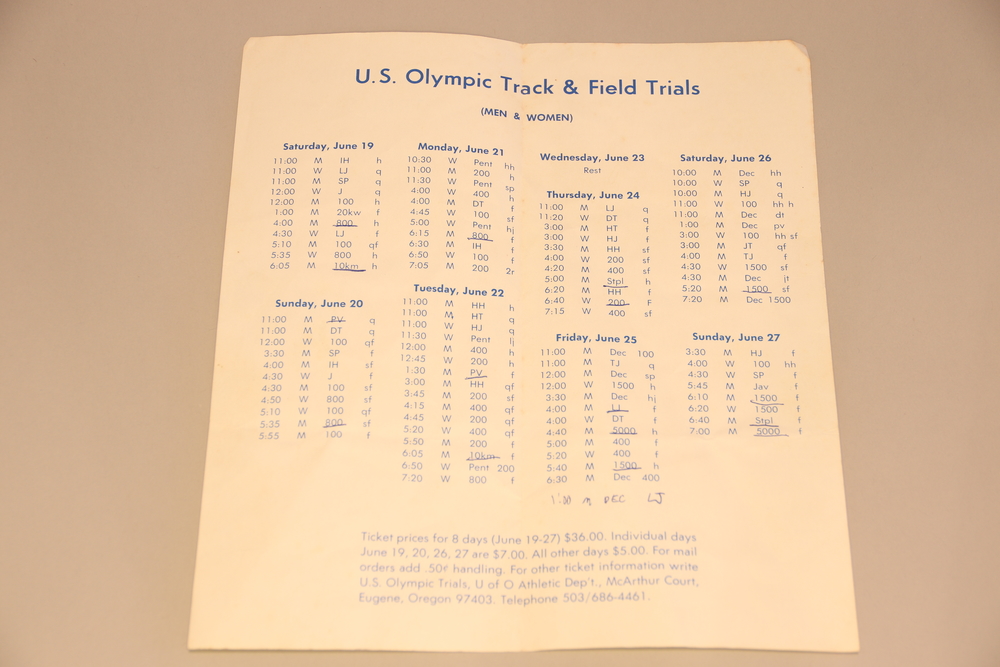 U.S. Olympic Track & Field Trials
(MEN & WOMEN)
Saturday, June 19
11:00 M IH h
11:00 W LJ q
11:00 M SP q
12:00 W J q
12:00 M 100 h
1:00 M 20kw f
4:00 M 800 h
4:30 W LJ f
5:10 M 100 qf
5:35 W 800 h
6:05 M 10km h
Sunday, June 20
11:00 M PV q
11:00 M DT q
12:00 W 100 qf
3:30 M SP f
4:00 M IH sf
4:30 W J f
4:30 M 100 sf
4:50 W 800 sf
5:10 W 100 qf
5:35 M 800 sf
5:55 M 100 f
Monday, June 21
10:30 W Pent hh
11:00 M 200 h
11:30 W Pent sp
4:00 W 400 h
4:00 M DT f
4:45 W 100 sf
5:00 W Pent hj
6:15 M 800 f
6:30 M IH f
6:50 W 100 f
7:05 M 200 2r
Tuesday, June 22
11:00 M HH h
11:00 M HT q
11:00 W HJ q
11:30 W Pent lj
12:00 M 400 h
12:45 W 200 h
1:30 M PV f
3:00 M HH qf
3:45 M 200 sf
4:15 M 400 qf
4:45 W 200 qf
5:20 W 400 qf
5:50 M 200 f
6:05 M 10km f
6:50 W Pent 200
7:20 W 800 f
Wednesday, June 23
Rest
Thursday, June 24
11:00 M LJ q
11:20 W DT q
3:00 M HT f
3:00 W HJ f
3:30 M HH sf
4:00 W 200 sf
4:20 M 400 sf
5:00 M Stpl h
6:20 M HH f
6:40 W 200 F
7:15 W 400 sf
Friday, June 25
11:00 M Dec 100
11:00 M TJ q
12:00 M Dec sp
12:00 W 1500 h
3:30 M Dec hj
4:00 M LJ f
4:00 W DT f
4:40 M 5000 h
5:00 M 400 f
5:20 W 400 f
5:40 M 1500 h
6:30 M Dec 400
M DEC LJ
Saturday, June 26
10:00 M Dec hh
10:00 W SP q
10:00 M HJ q
11:00 W 100 hh h
11:00 M Dec dt
1:00 M Dec pv
3:00 W 100 hh sf
3:00 M JT qf
4:00 M TJ f
4:30 W 1500 sf
4:30 M Dec jt
5:20 M 1500 sf
7:20 M Dec 1500
Sunday, June 27
3:30 M HJ f
4:00 W 100 hh
4:30 W SP f
5:45 M Jav f
6:10 M 1500 f
6:20 W 1500 f
6:40 M Stpl f
7:00 M 5000 f
Ticket prices for 8 days (June 19-27) $36.00. Individual days
June 19, 20, 26, 27 are $7.00. All other days $5.00. For mail
orders add .50¢ handling. For other ticket information write
U.S. Olympic Trials, U of O Athletic Dep't., McArthur Court,
Eugene, Oregon 97403. Telephone 503/686-4461.